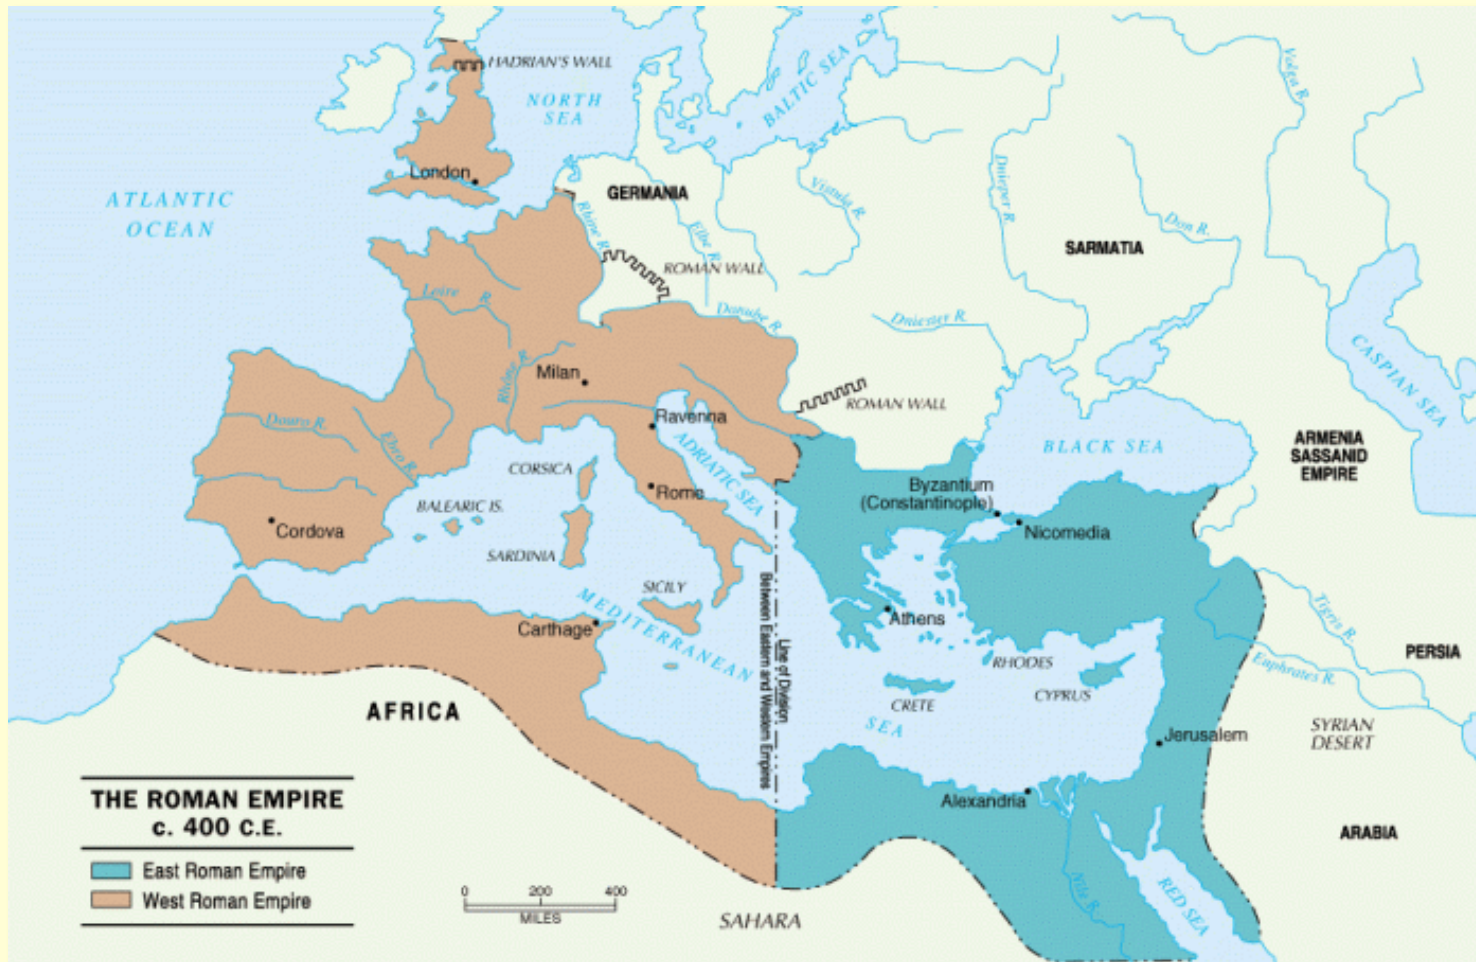 HADRIAN'S WALL
NORTH
SEA
BALTIC SEA
Volga R.
London
GERMANIA
Vistula R.
Dnieper R.
Don R.
ATLANTIC
OCEAN
Rhine R.
Elbe R.
SARMATIA
ROMAN WALL
Loire R.
Danube R.
Dniester R.
CASPIAN SEA
Milan
Rhône R.
ROMAN WALL
Ravenna
Douro R.
Ebro R.
ADRIATIC SEA
BLACK SEA
ARMENIA
SASSANID
EMPIRE
CORSICA
Rome
Byzantium
(Constantinople)
BALEARIC IS.
Cordova
Nicomedia
SARDINIA
SICILY
MEDITERRANEAN
SEA
Carthage
Athens
Tigris R.
Line of Division
Between Eastern and Western Empires
RHODES
PERSIA
Euphrates R.
CYPRUS
CRETE
AFRICA
SYRIAN
DESERT
Jerusalem
Alexandria
ARABIA
Nile R.
RED SEA
SAHARA
THE ROMAN EMPIRE
c. 400 C.E.
East Roman Empire
West Roman Empire
0 200 400
MILES